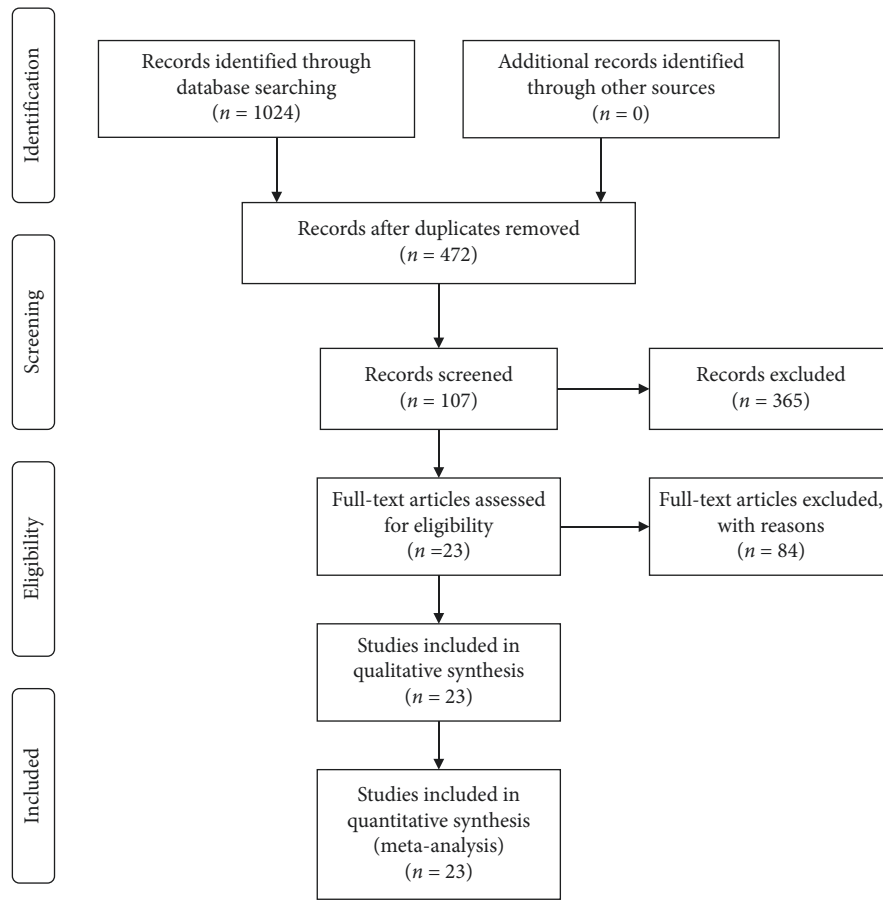 Identification
Records identified through
database searching
(n = 1024)
Additional records identified
through other sources
(n = 0)
Records after duplicates removed
(n = 472)
Screening
Records screened
(n = 107)
Records excluded
(n = 365)
Eligibility
Full-text articles assessed
for eligibility
(n =23)
Full-text articles excluded,
with reasons
(n = 84)
Studies included in
qualitative synthesis
(n = 23)
Included
Studies included in
quantitative synthesis
(meta-analysis)
(n = 23)